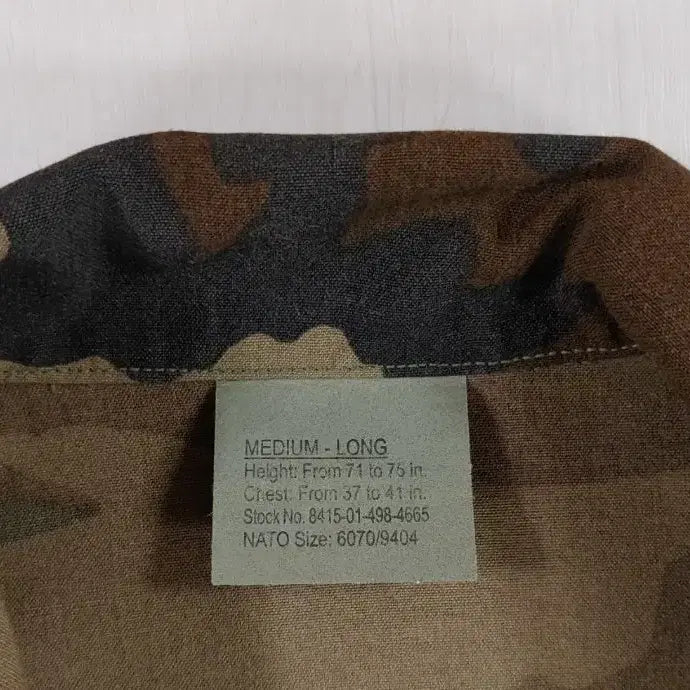 MEDIUM - LONG
Height: From 71 to 75 in.
Chest: From 37 to 41 in.
Stock No. 8415-01-498-4665
NATO Size: 6070/9404